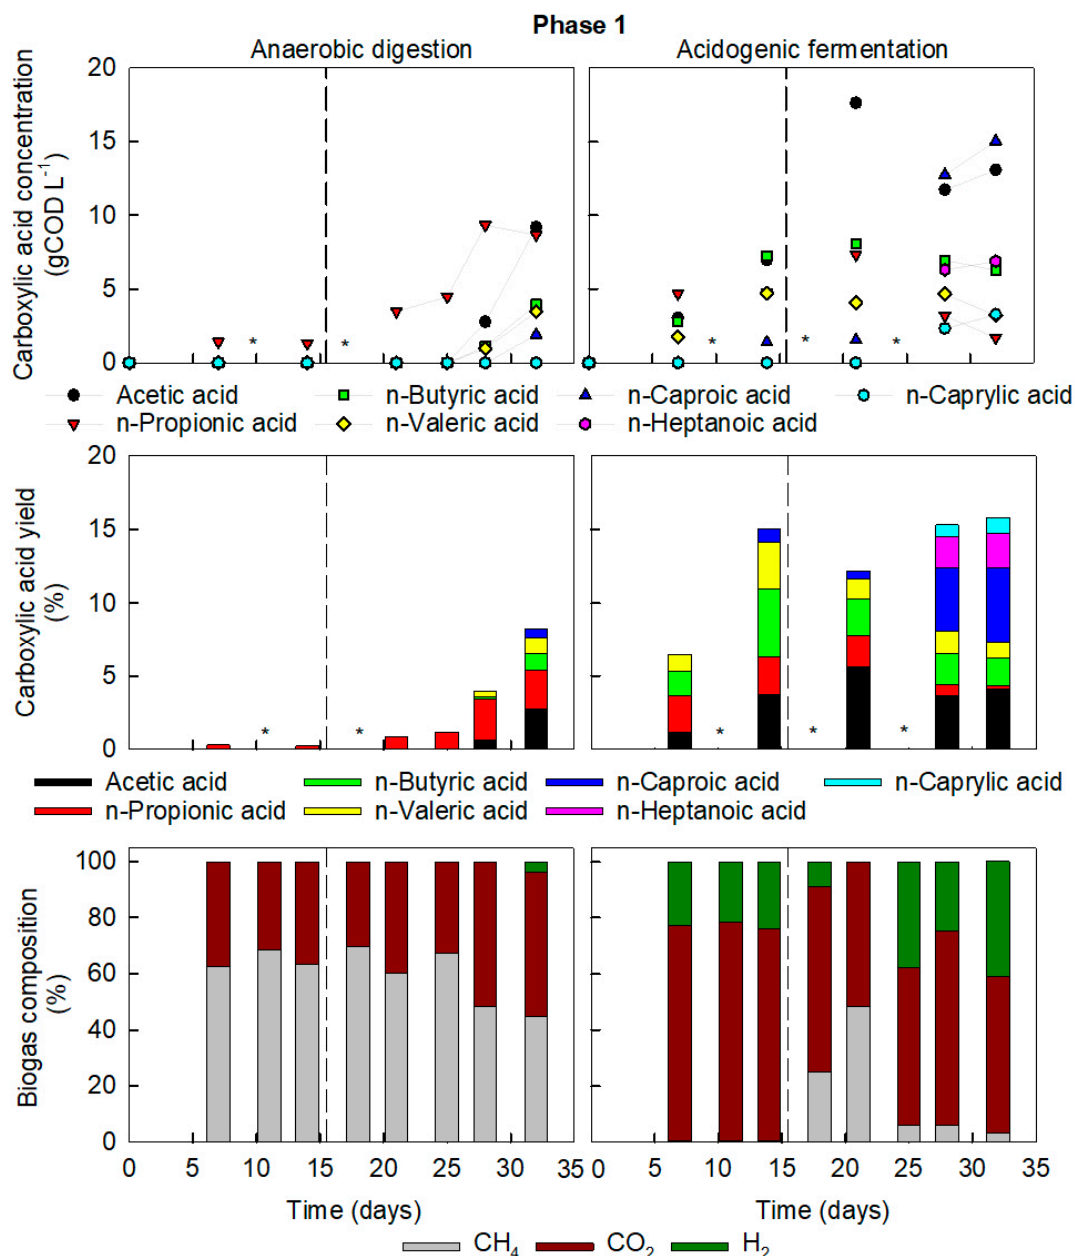 Phase 1
Anaerobic digestion Acidogenic fermentation
Carboxylic acid concentration
(gCOD L⁻¹)
20
15
10
5
0
* * * * *
Acetic acid n-Butyric acid n-Caproic acid n-Caprylic acid
n-Propionic acid n-Valeric acid n-Heptanoic acid
Carboxylic acid yield
(%)
20
15
10
5
0
* * * * *
Acetic acid n-Butyric acid n-Caproic acid n-Caprylic acid
n-Propionic acid n-Valeric acid n-Heptanoic acid
Biogas composition
(%)
100
80
60
40
20
0
0 5 10 15 20 25 30 35 0 5 10 15 20 25 30 35
Time (days) Time (days)
CH₄ CO₂ H₂